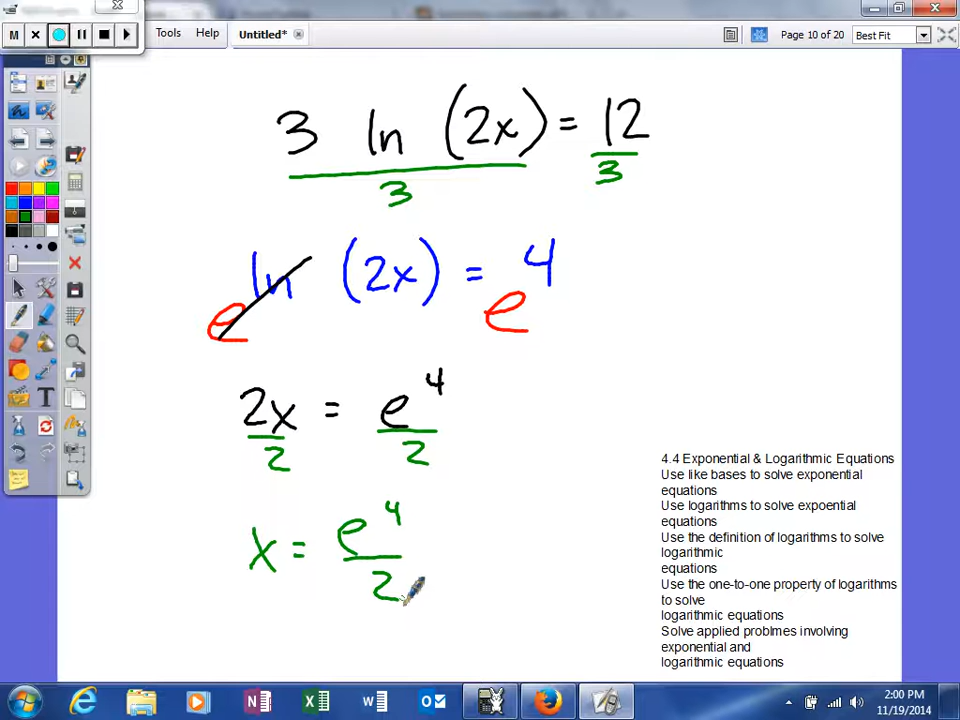 M
Tools Help Untitled* Page 10 of 20 Best Fit
3 ln (2x) = 12
3 3
ln (2x) = 4
e e
2x = e^4
2 2
x = e^4
2
4.4 Exponential & Logarithmic Equations
Use like bases to solve exponential
equations
Use logarithms to solve expoential
equations
Use the definition of logarithms to solve
logarithmic
equations
Use the one-to-one property of logarithms
to solve
logarithmic equations
Solve applied problmes involving
exponential and
logarithmic equations
2:00 PM
11/19/2014